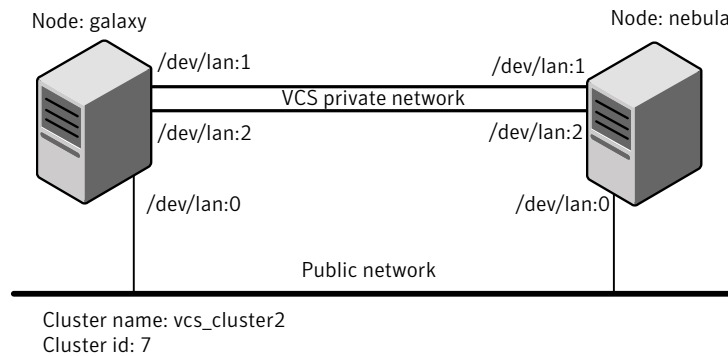 Node: galaxy
Node: nebula
/dev/lan:1
/dev/lan:1
VCS private network
/dev/lan:2
/dev/lan:2
/dev/lan:0
/dev/lan:0
Public network
Cluster name: vcs_cluster2
Cluster id: 7